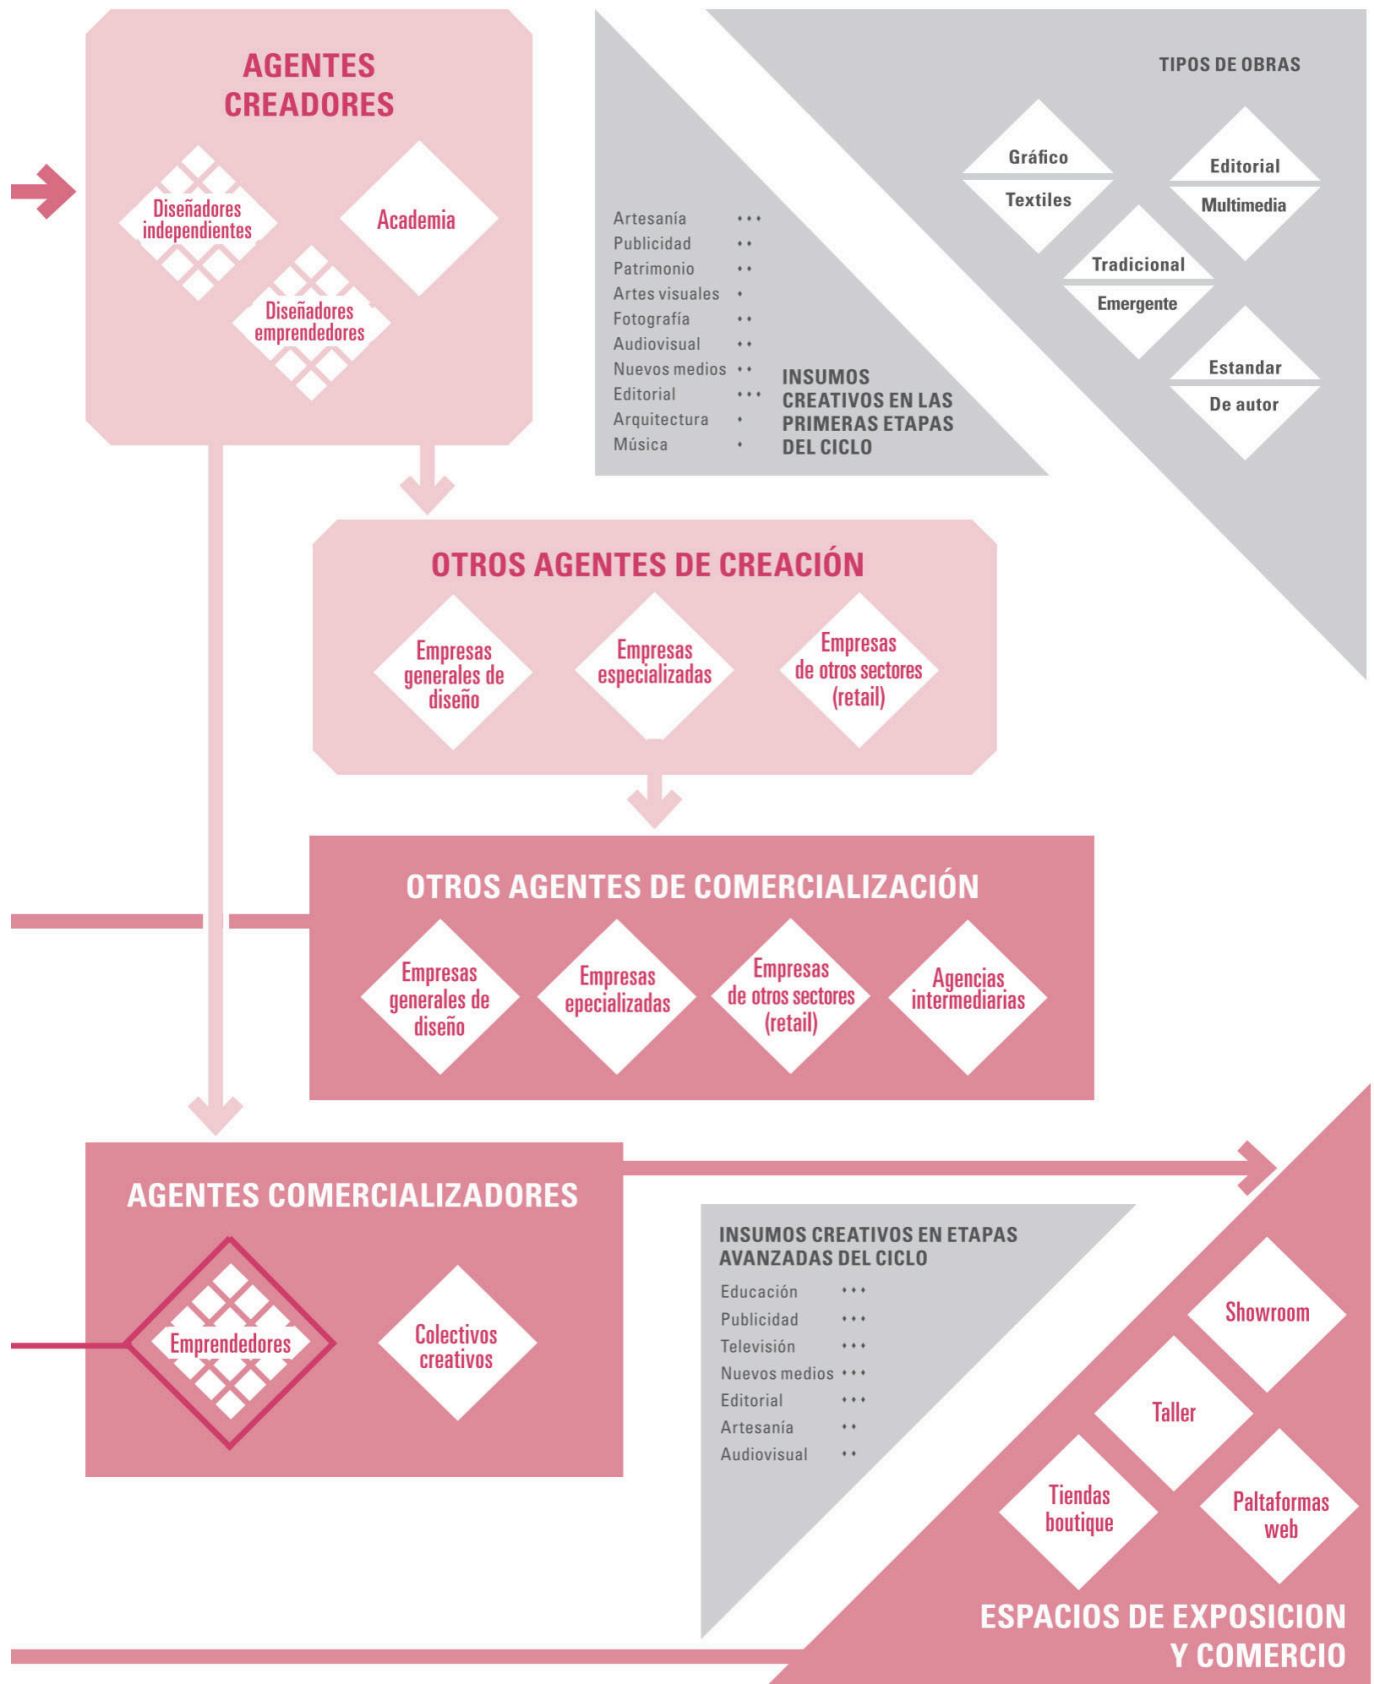 AGENTES
CREADORES
Diseñadores
independientes
Academia
Diseñadores
emprendedores
TIPOS DE OBRAS
Gráfico
Textiles
Editorial
Multimedia
Tradicional
Emergente
Estandar
De autor
Artesanía
Publicidad
Patrimonio
Artes visuales
Fotografía
Audiovisual
Nuevos medios
Editorial
Arquitectura
Música
INSUMOS
CREATIVOS EN LAS
PRIMERAS ETAPAS
DEL CICLO
OTROS AGENTES DE CREACIÓN
Empresas
generales de
diseño
Empresas
especializadas
Empresas
de otros sectores
(retail)
OTROS AGENTES DE COMERCIALIZACIÓN
Empresas
generales de
diseño
Empresas
epecializadas
Empresas
de otros sectores
(retail)
Agencias
intermediarias
AGENTES COMERCIALIZADORES
Emprendedores
Colectivos
creativos
INSUMOS CREATIVOS EN ETAPAS
AVANZADAS DEL CICLO
Educación
Publicidad
Televisión
Nuevos medios
Editorial
Artesanía
Audiovisual
Showroom
Taller
Tiendas
boutique
Paltaformas
web
ESPACIOS DE EXPOSICION
Y COMERCIO